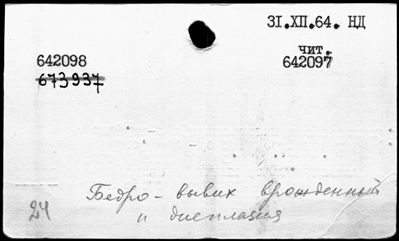 31.XII.64. НД
чит.
642098 642097
673937
Бедро - вывих врожденный
и дисплазия
24